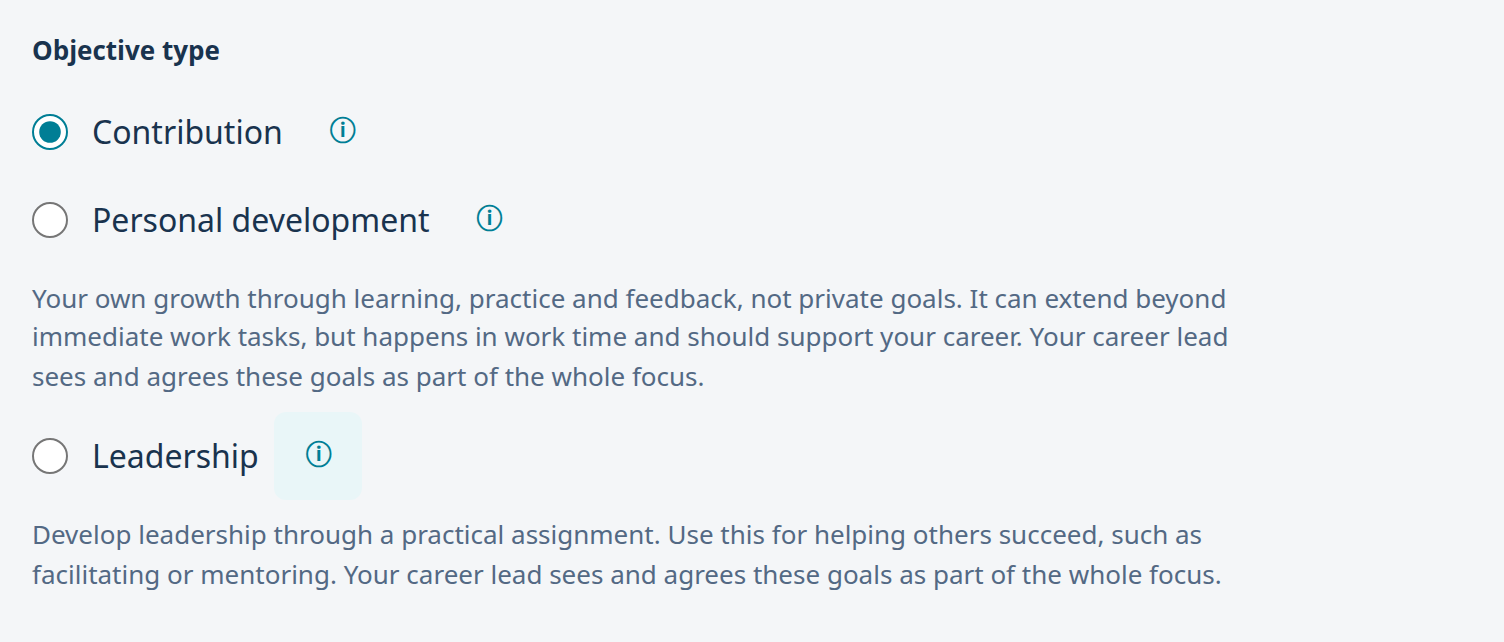 Objective type
Contribution
Personal development
Your own growth through learning, practice and feedback, not private goals. It can extend beyond
immediate work tasks, but happens in work time and should support your career. Your career lead
sees and agrees these goals as part of the whole focus.
Leadership
Develop leadership through a practical assignment. Use this for helping others succeed, such as
facilitating or mentoring. Your career lead sees and agrees these goals as part of the whole focus.